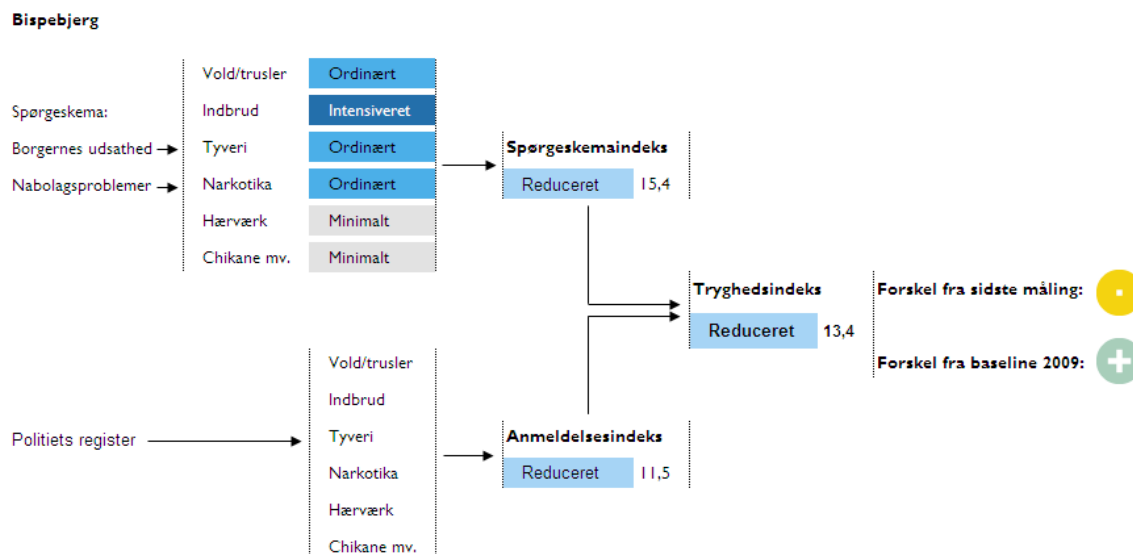 Bispebjerg
Vold/trusler Ordinært
Spørgeskema: Indbrud Intensiveret
Borgernes udsathed Tyveri Ordinært
Nabolagsproblemer Narkotika Ordinært
Hærværk Minimalt
Chikane mv. Minimalt
Spørgeskemaindeks
Reduceret 15,4
Tryghedsindeks
Reduceret 13,4
Forskel fra sidste måling:
Forskel fra baseline 2009:
Politiets register
Vold/trusler
Indbrud
Tyveri
Narkotika
Hærværk
Chikane mv.
Anmeldelsesindeks
Reduceret 11,5